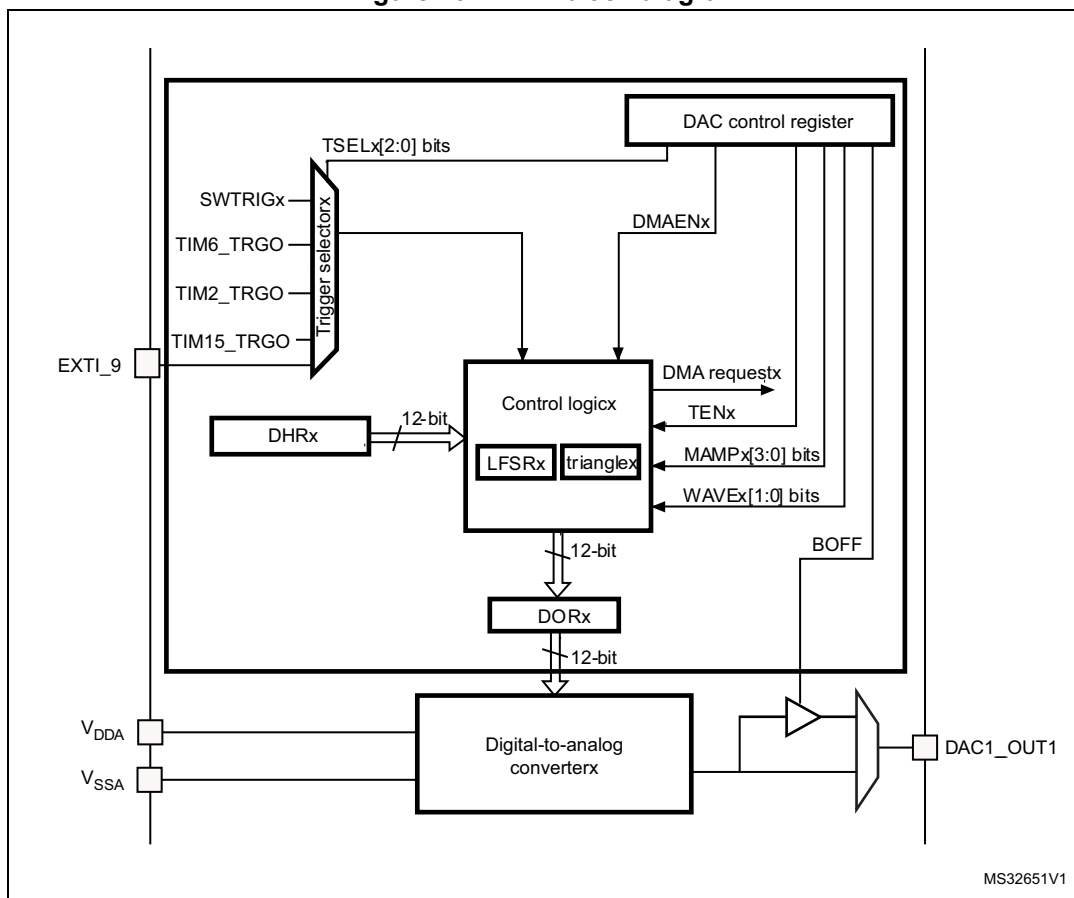 DAC control register
TSELx[2:0] bits
SWTRIGx
TIM6_TRGO
TIM2_TRGO
TIM15_TRGO
Trigger selectorx
EXTI_9
DMAENx
DMA requestx
Control logicx
TENx
DHRx
12-bit
LFSRx
trianglex
MAMPx[3:0] bits
WAVEx[1:0] bits
12-bit
BOFF
DORx
12-bit
VDDA
VSSA
Digital-to-analog
converterx
DAC1_OUT1
MS32651V1